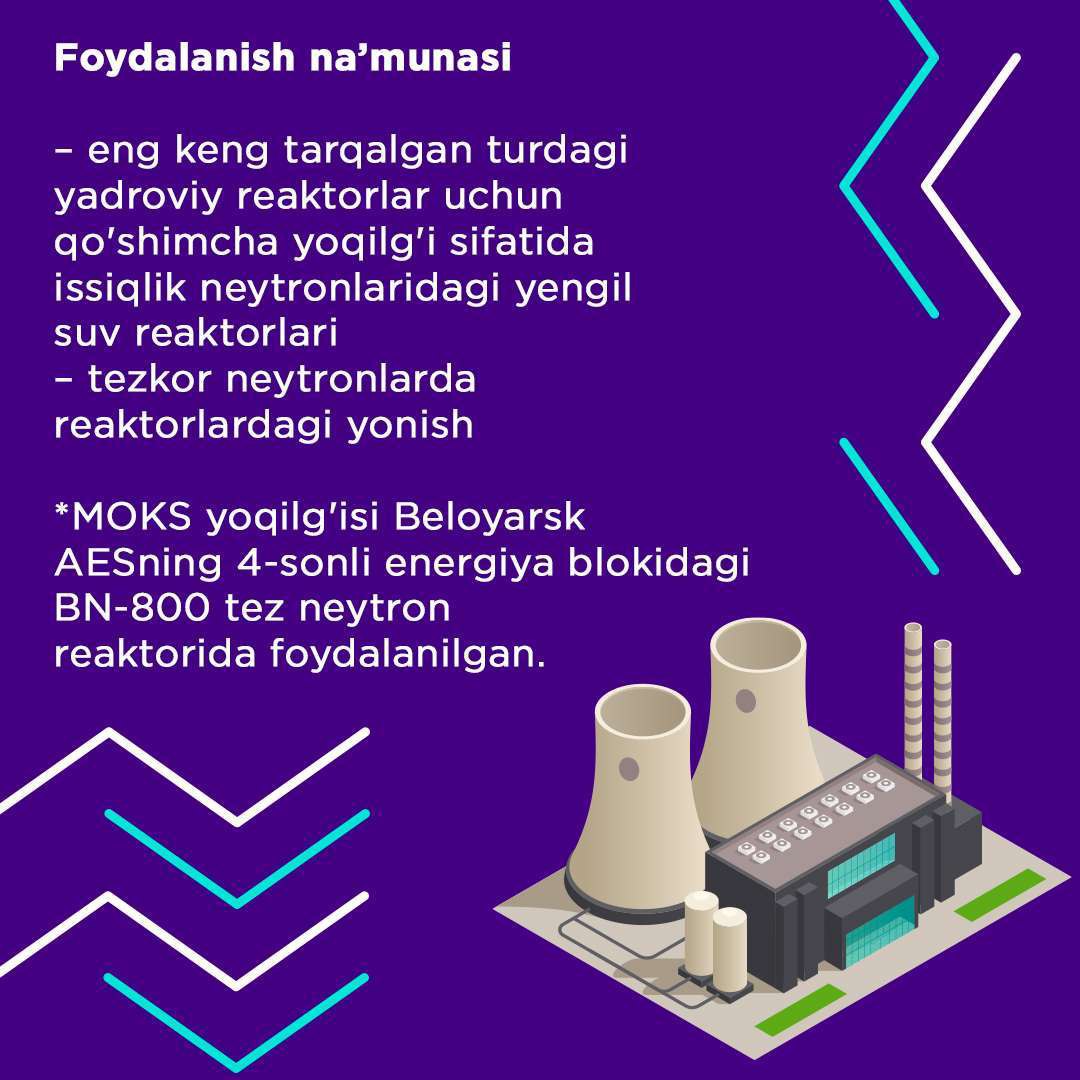 Foydalanish na’munasi
– eng keng tarqalgan turdagi
yadroviy reaktorlar uchun
qo'shimcha yoqilg'i sifatida
issiqlik neytronlaridagi yengil
suv reaktorlari
– tezkor neytronlarda
reaktorlardagi yonish
*MOKS yoqilg'isi Beloyarsk
AESning 4-sonli energiya blokidagi
BN-800 tez neytron
reaktorida foydalanilgan.